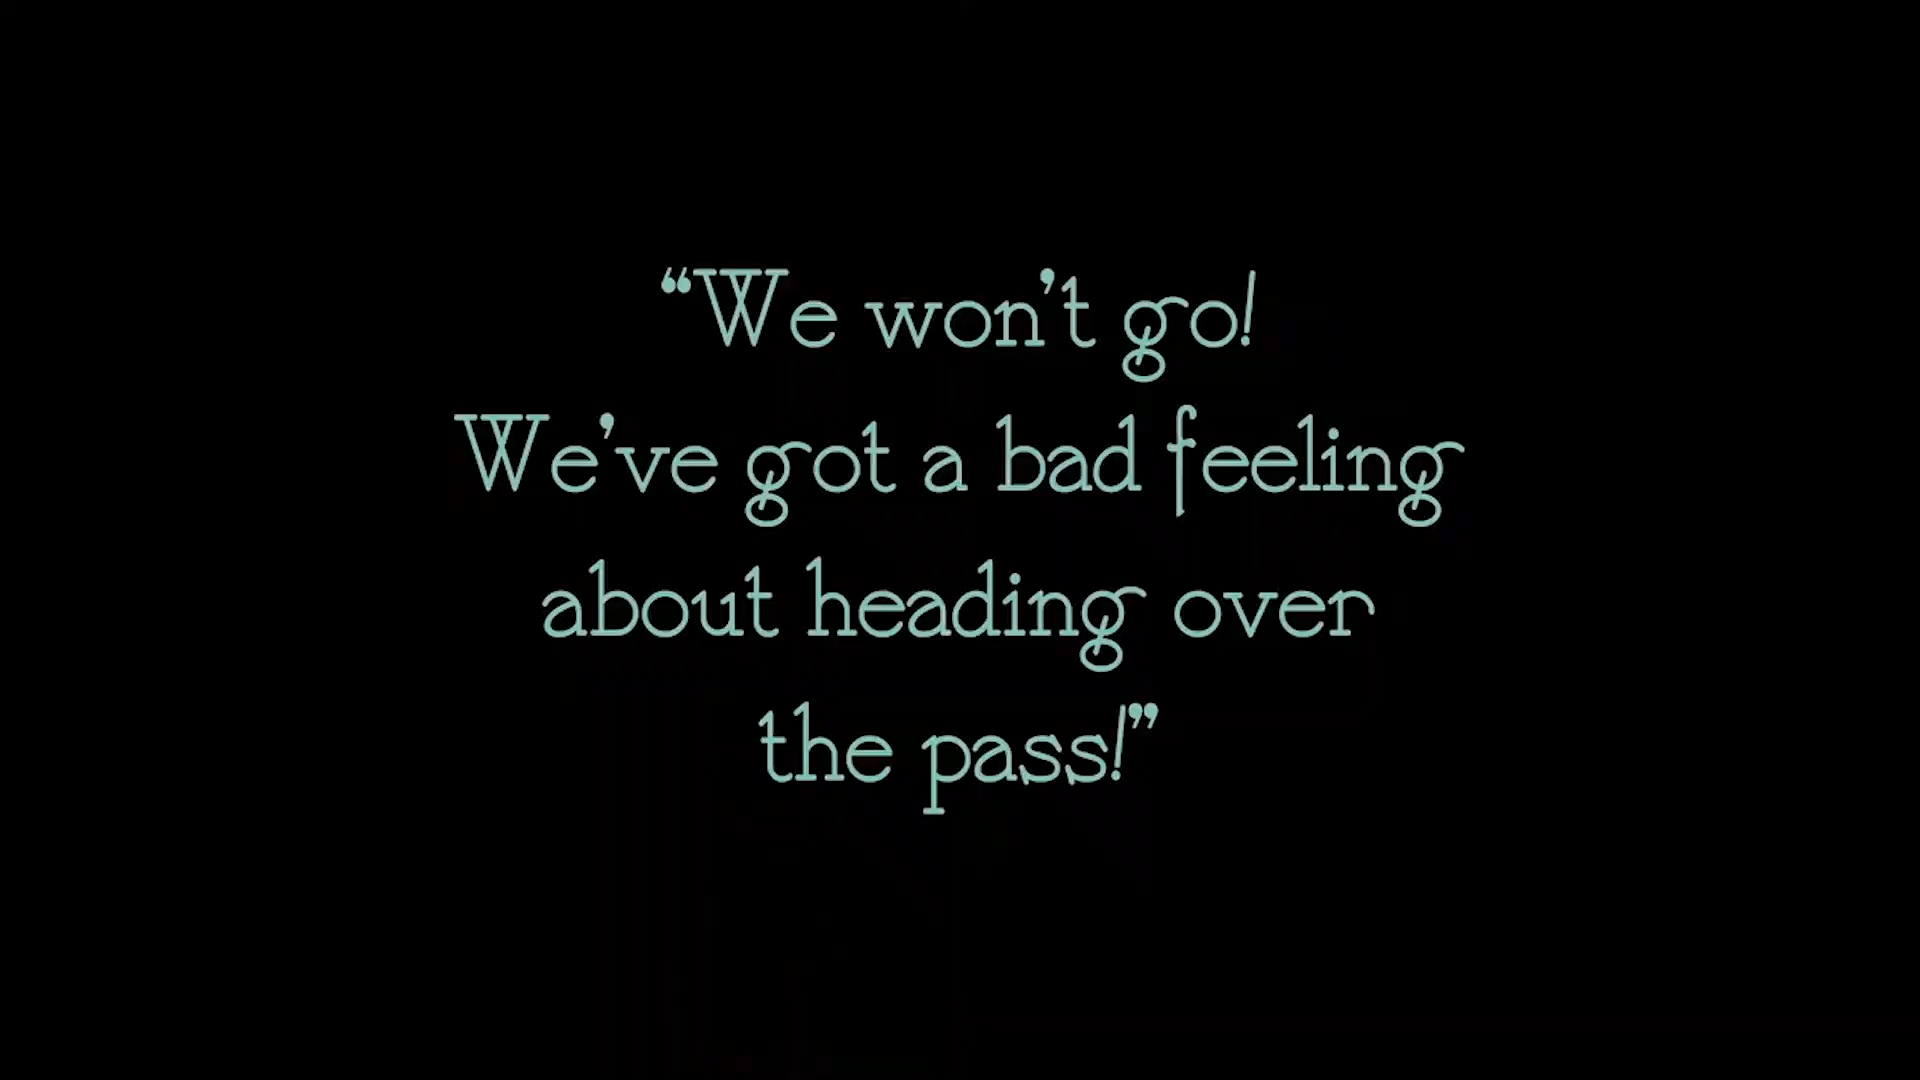 “We won’t go!
We’ve got a bad feeling
about heading over
the pass!”